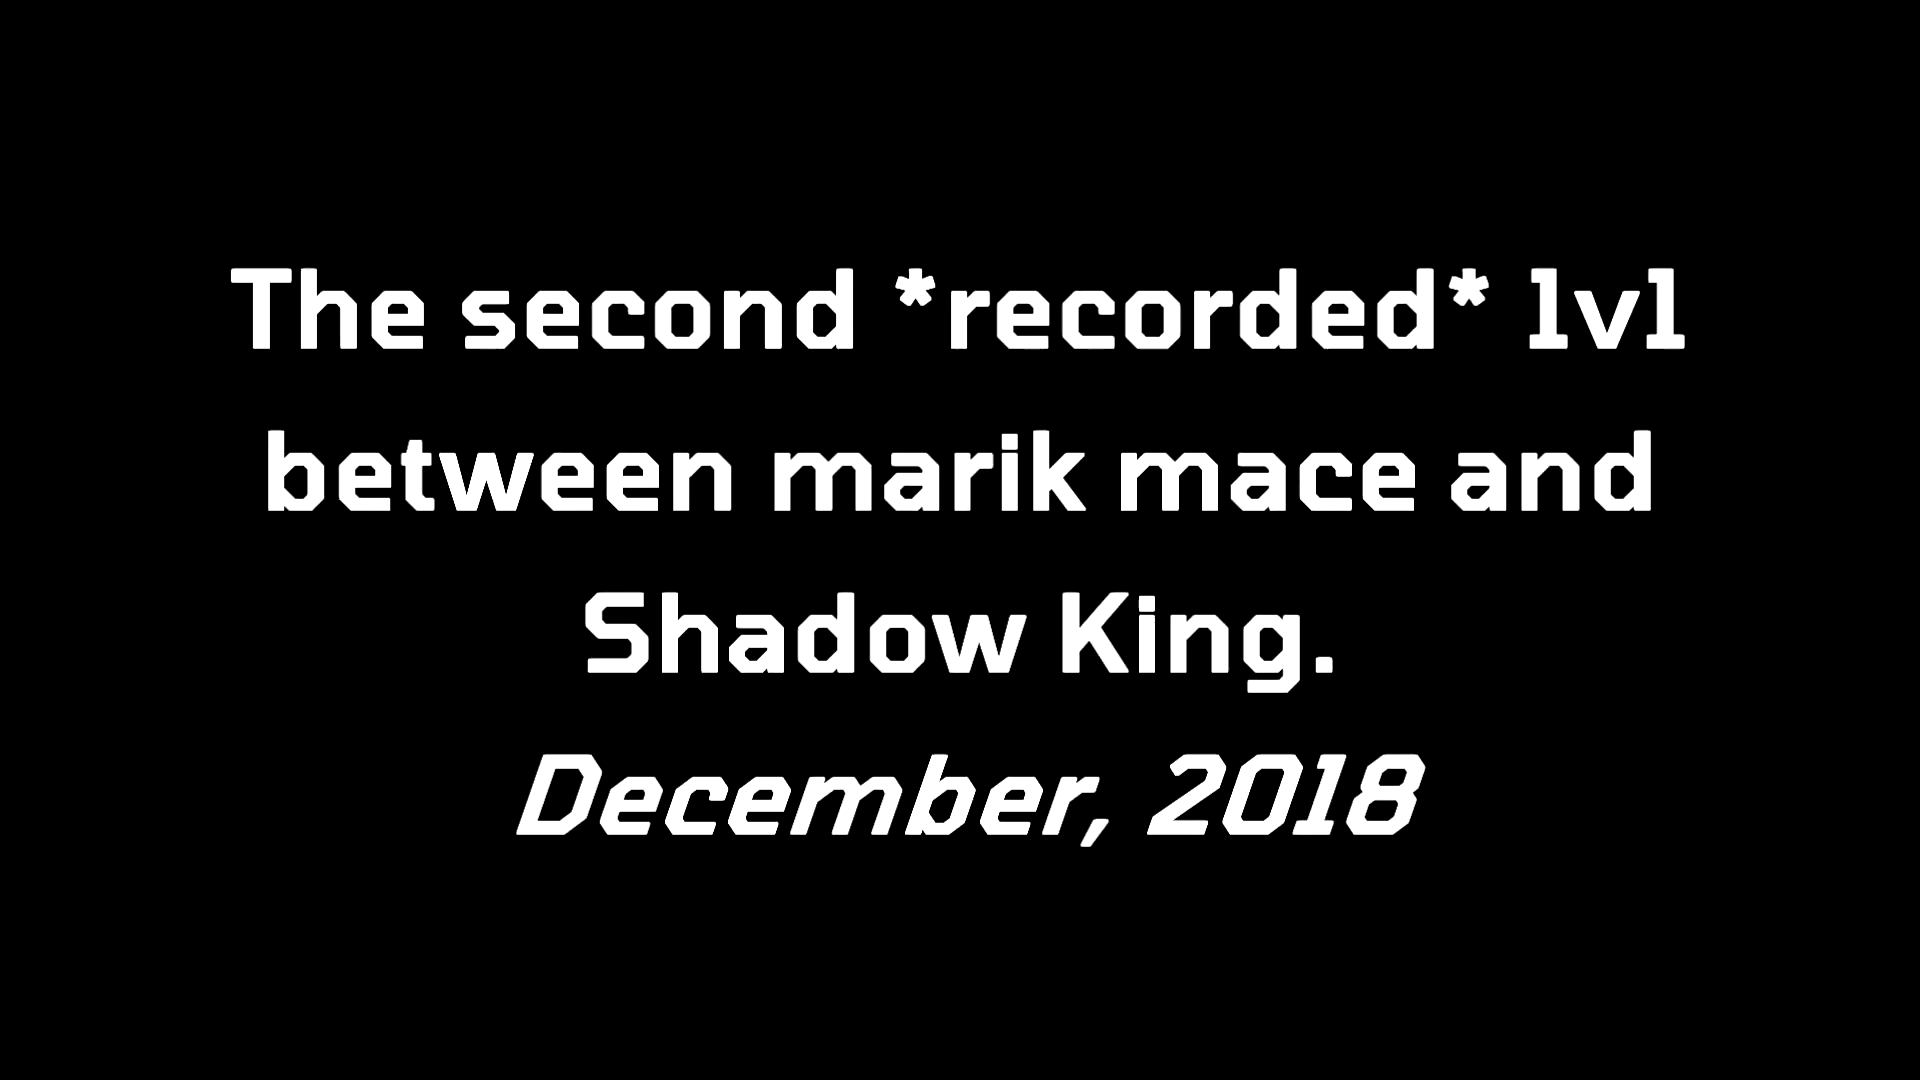 The second *recorded* 1v1
between marik mace and
Shadow King.
December, 2018